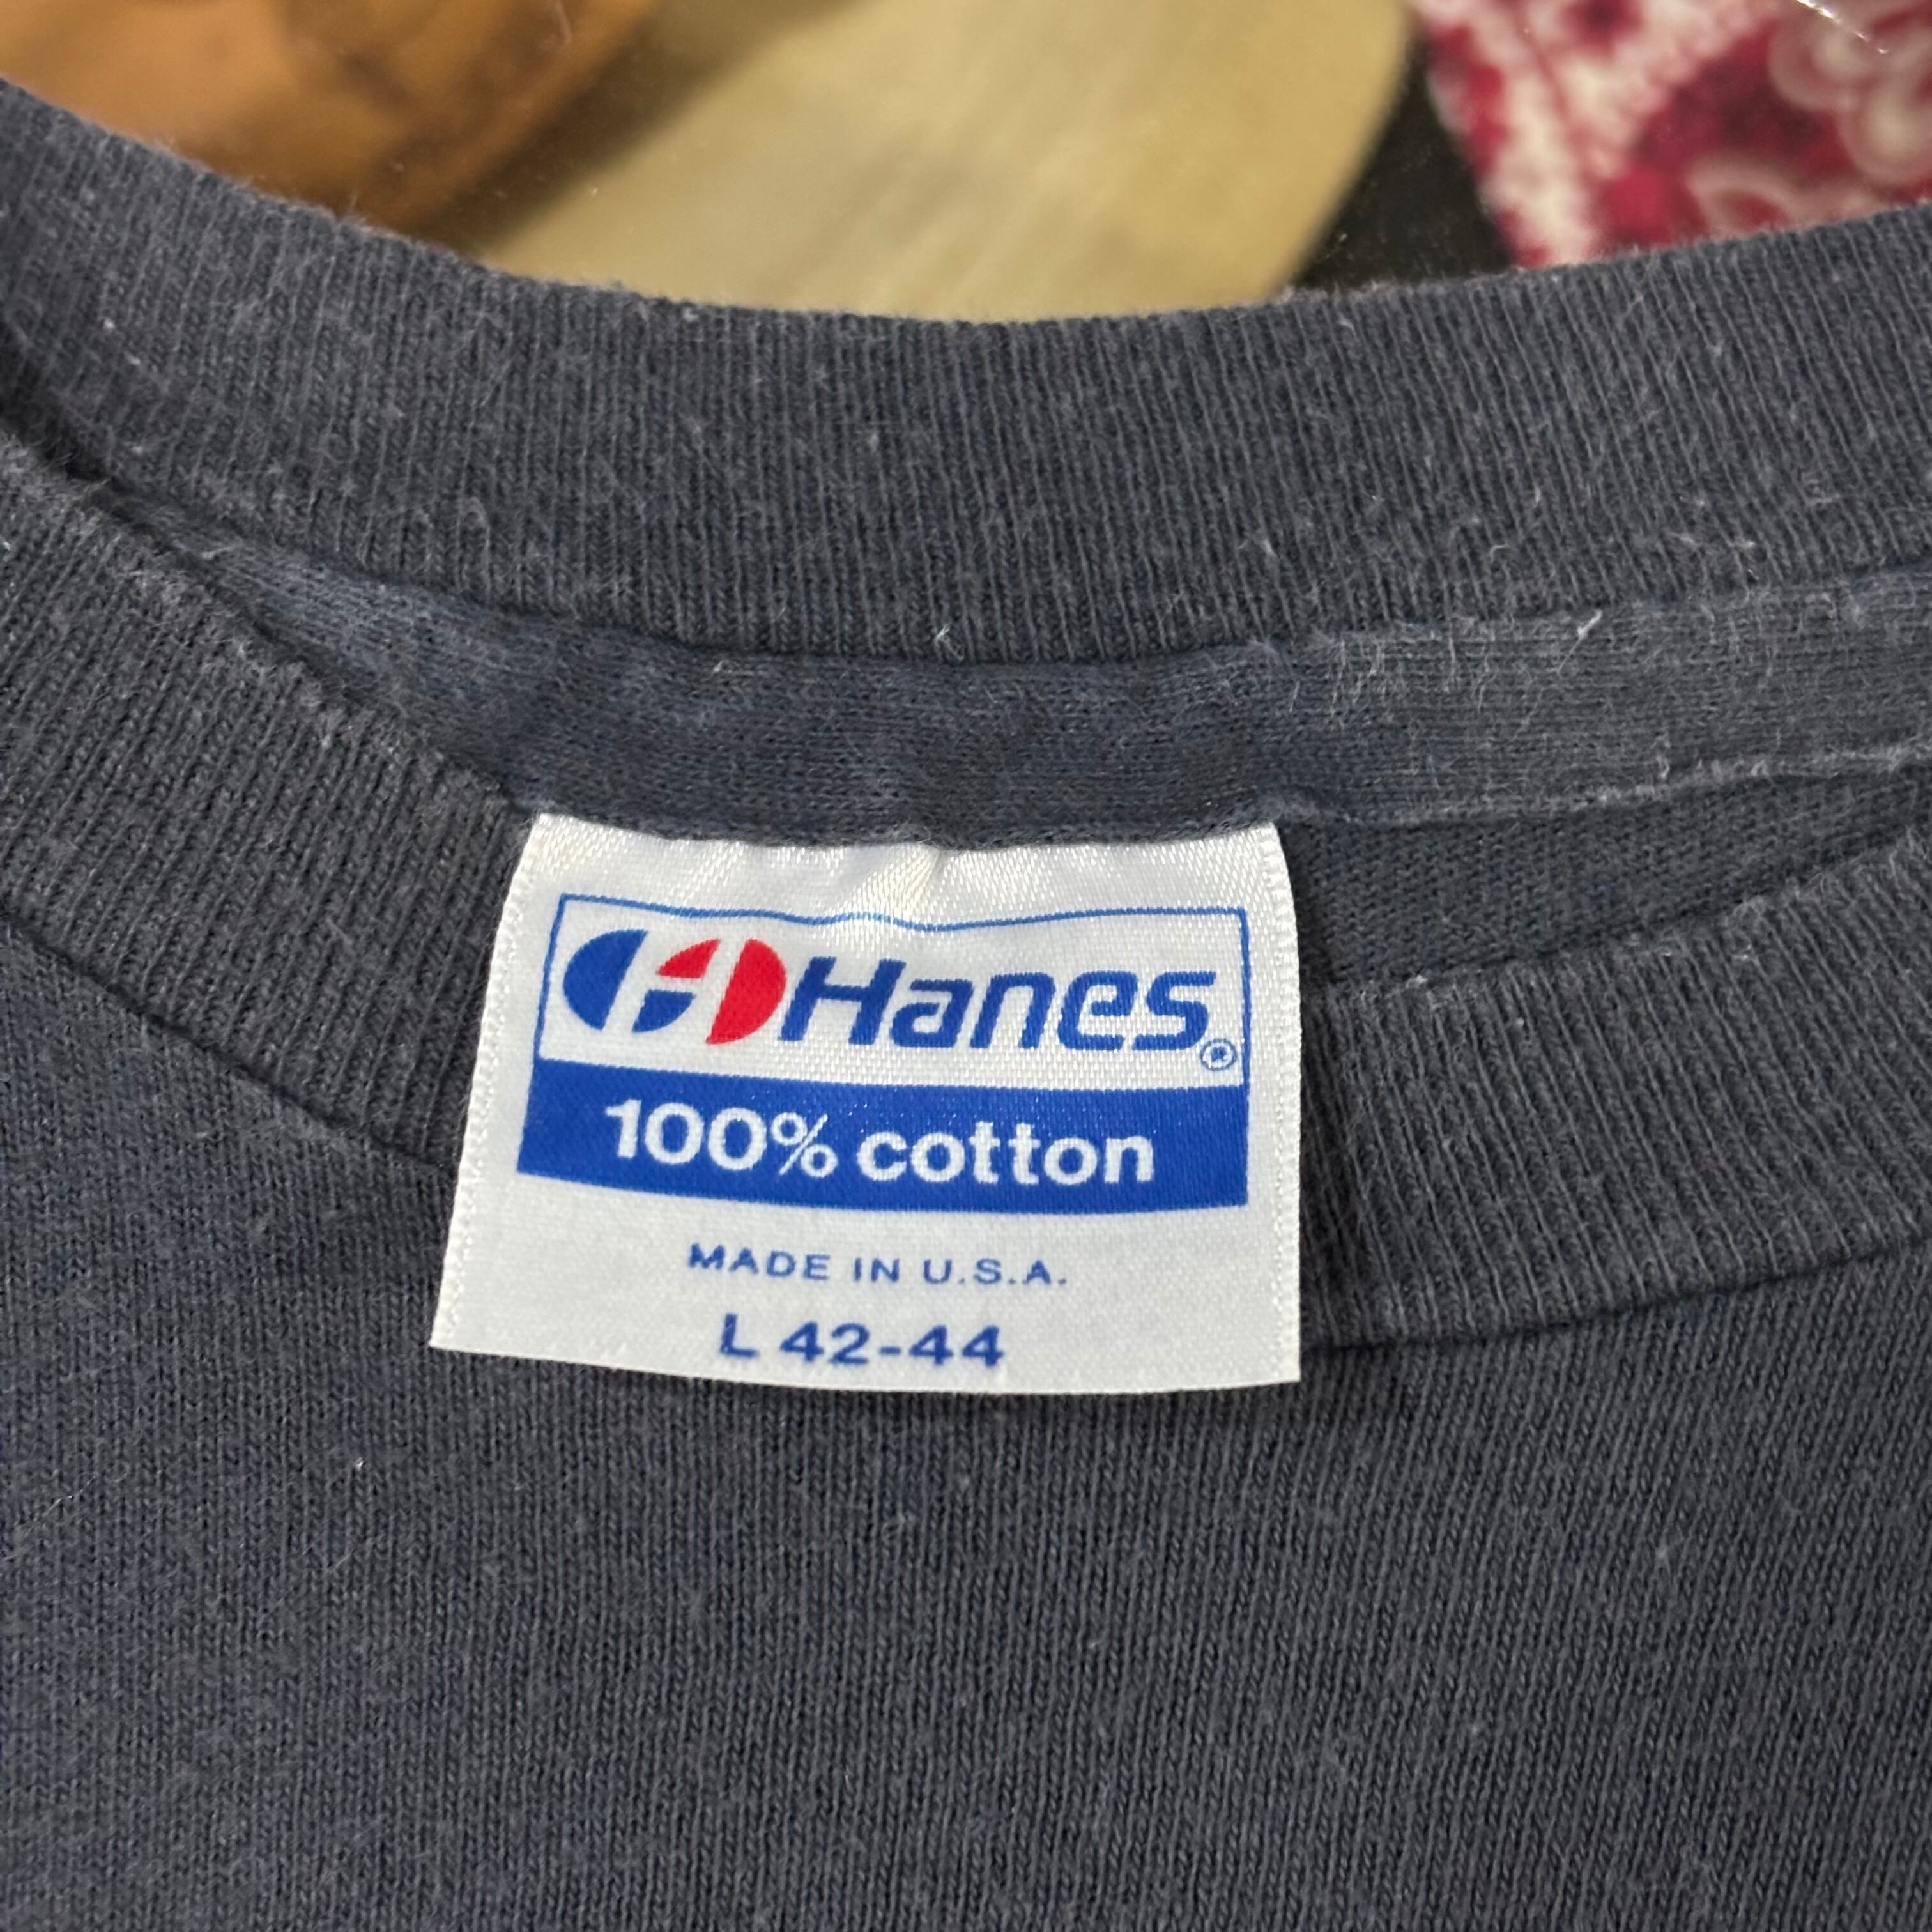 Hanes®
100% cotton
MADE IN U.S.A.
L 42-44